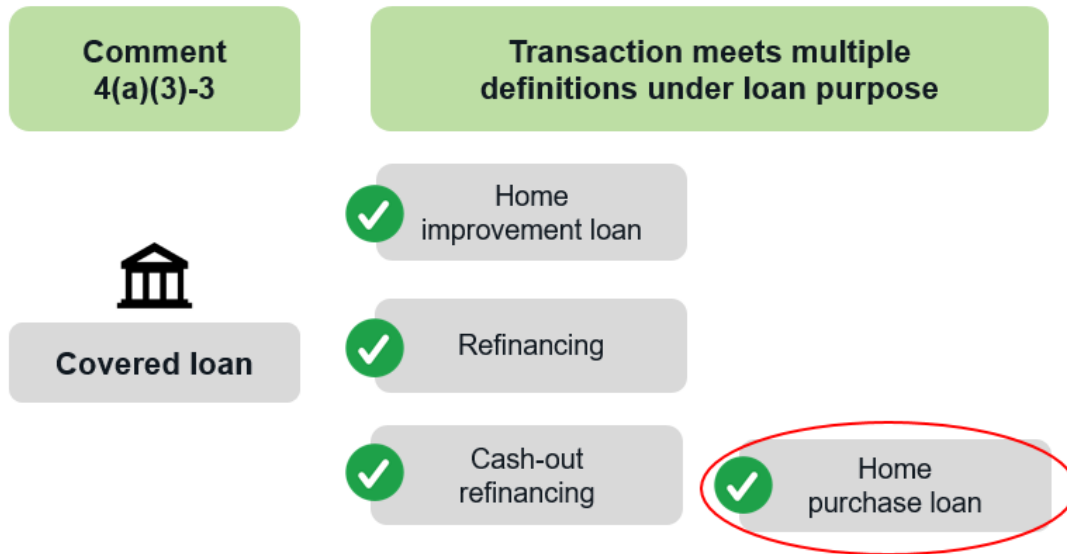 Comment
4(a)(3)-3
Transaction meets multiple
definitions under loan purpose
Home
improvement loan
Covered loan
Refinancing
Cash-out
refinancing
Home
purchase loan